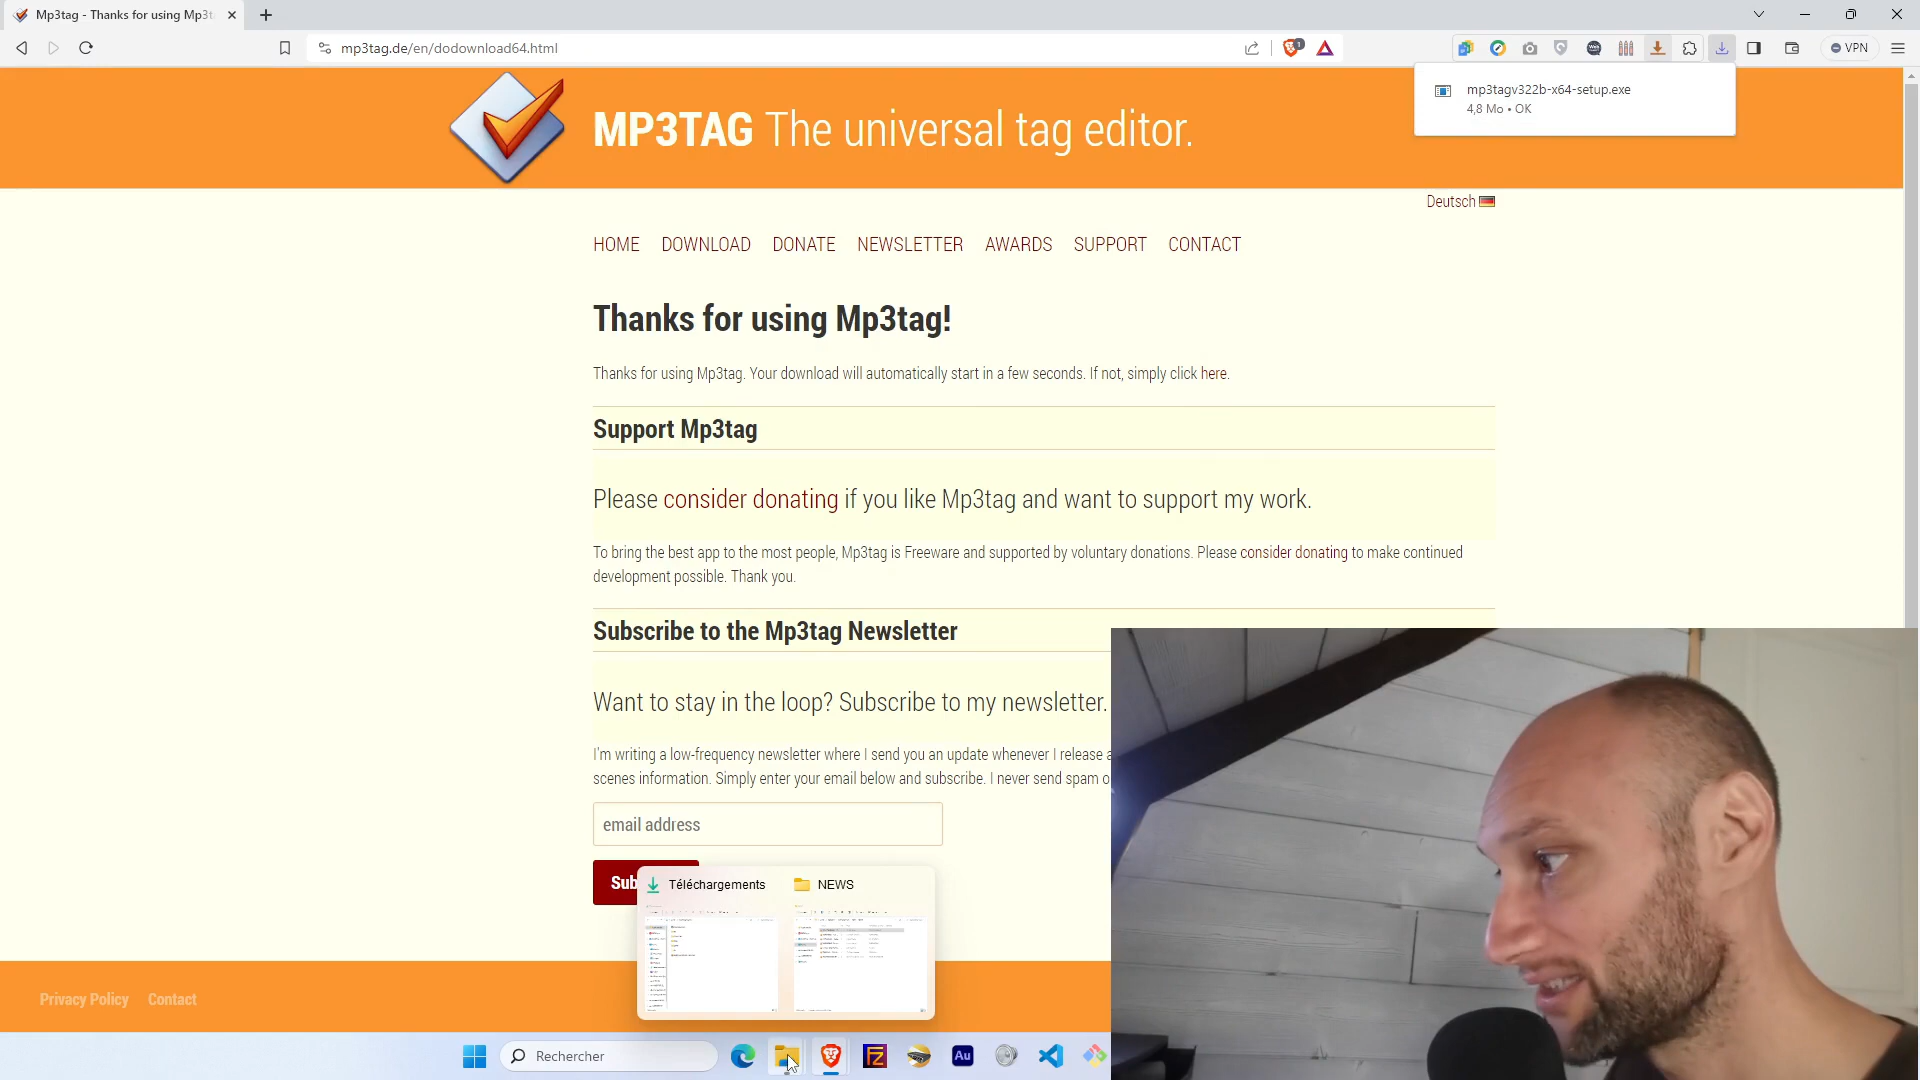 Mp3tag - Thanks for using Mp3t
mp3tag.de/en/dodownload64.html
1
VPN
mp3tagv322b-x64-setup.exe
4,8 Mo • OK
MP3TAG The universal tag editor.
Deutsch
HOME DOWNLOAD DONATE NEWSLETTER AWARDS SUPPORT CONTACT
Thanks for using Mp3tag!
Thanks for using Mp3tag. Your download will automatically start in a few seconds. If not, simply click here.
Support Mp3tag
Please consider donating if you like Mp3tag and want to support my work.
To bring the best app to the most people, Mp3tag is Freeware and supported by voluntary donations. Please consider donating to make continued
development possible. Thank you.
Subscribe to the Mp3tag Newsletter
Want to stay in the loop? Subscribe to my newsletter.
I'm writing a low-frequency newsletter where I send you an update whenever I release a
scenes information. Simply enter your email below and subscribe. I never send spam o
email address
Sub
Téléchargements
NEWS
Privacy Policy Contact
Rechercher
FZ
Au